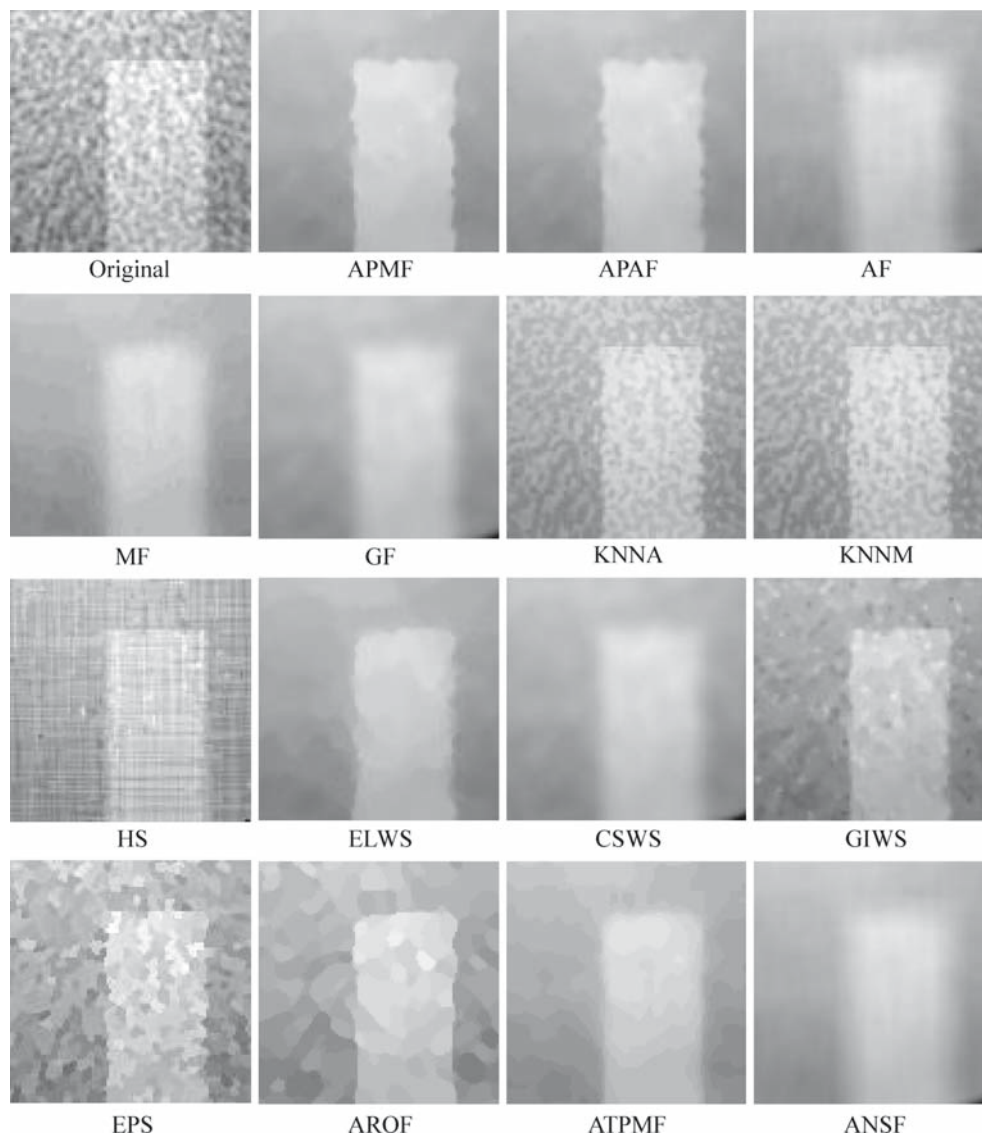 Original APMF APAF AF
MF GF KNNA KNNM
HS ELWS CSWS GIWS
EPS AROF ATPMF ANSF